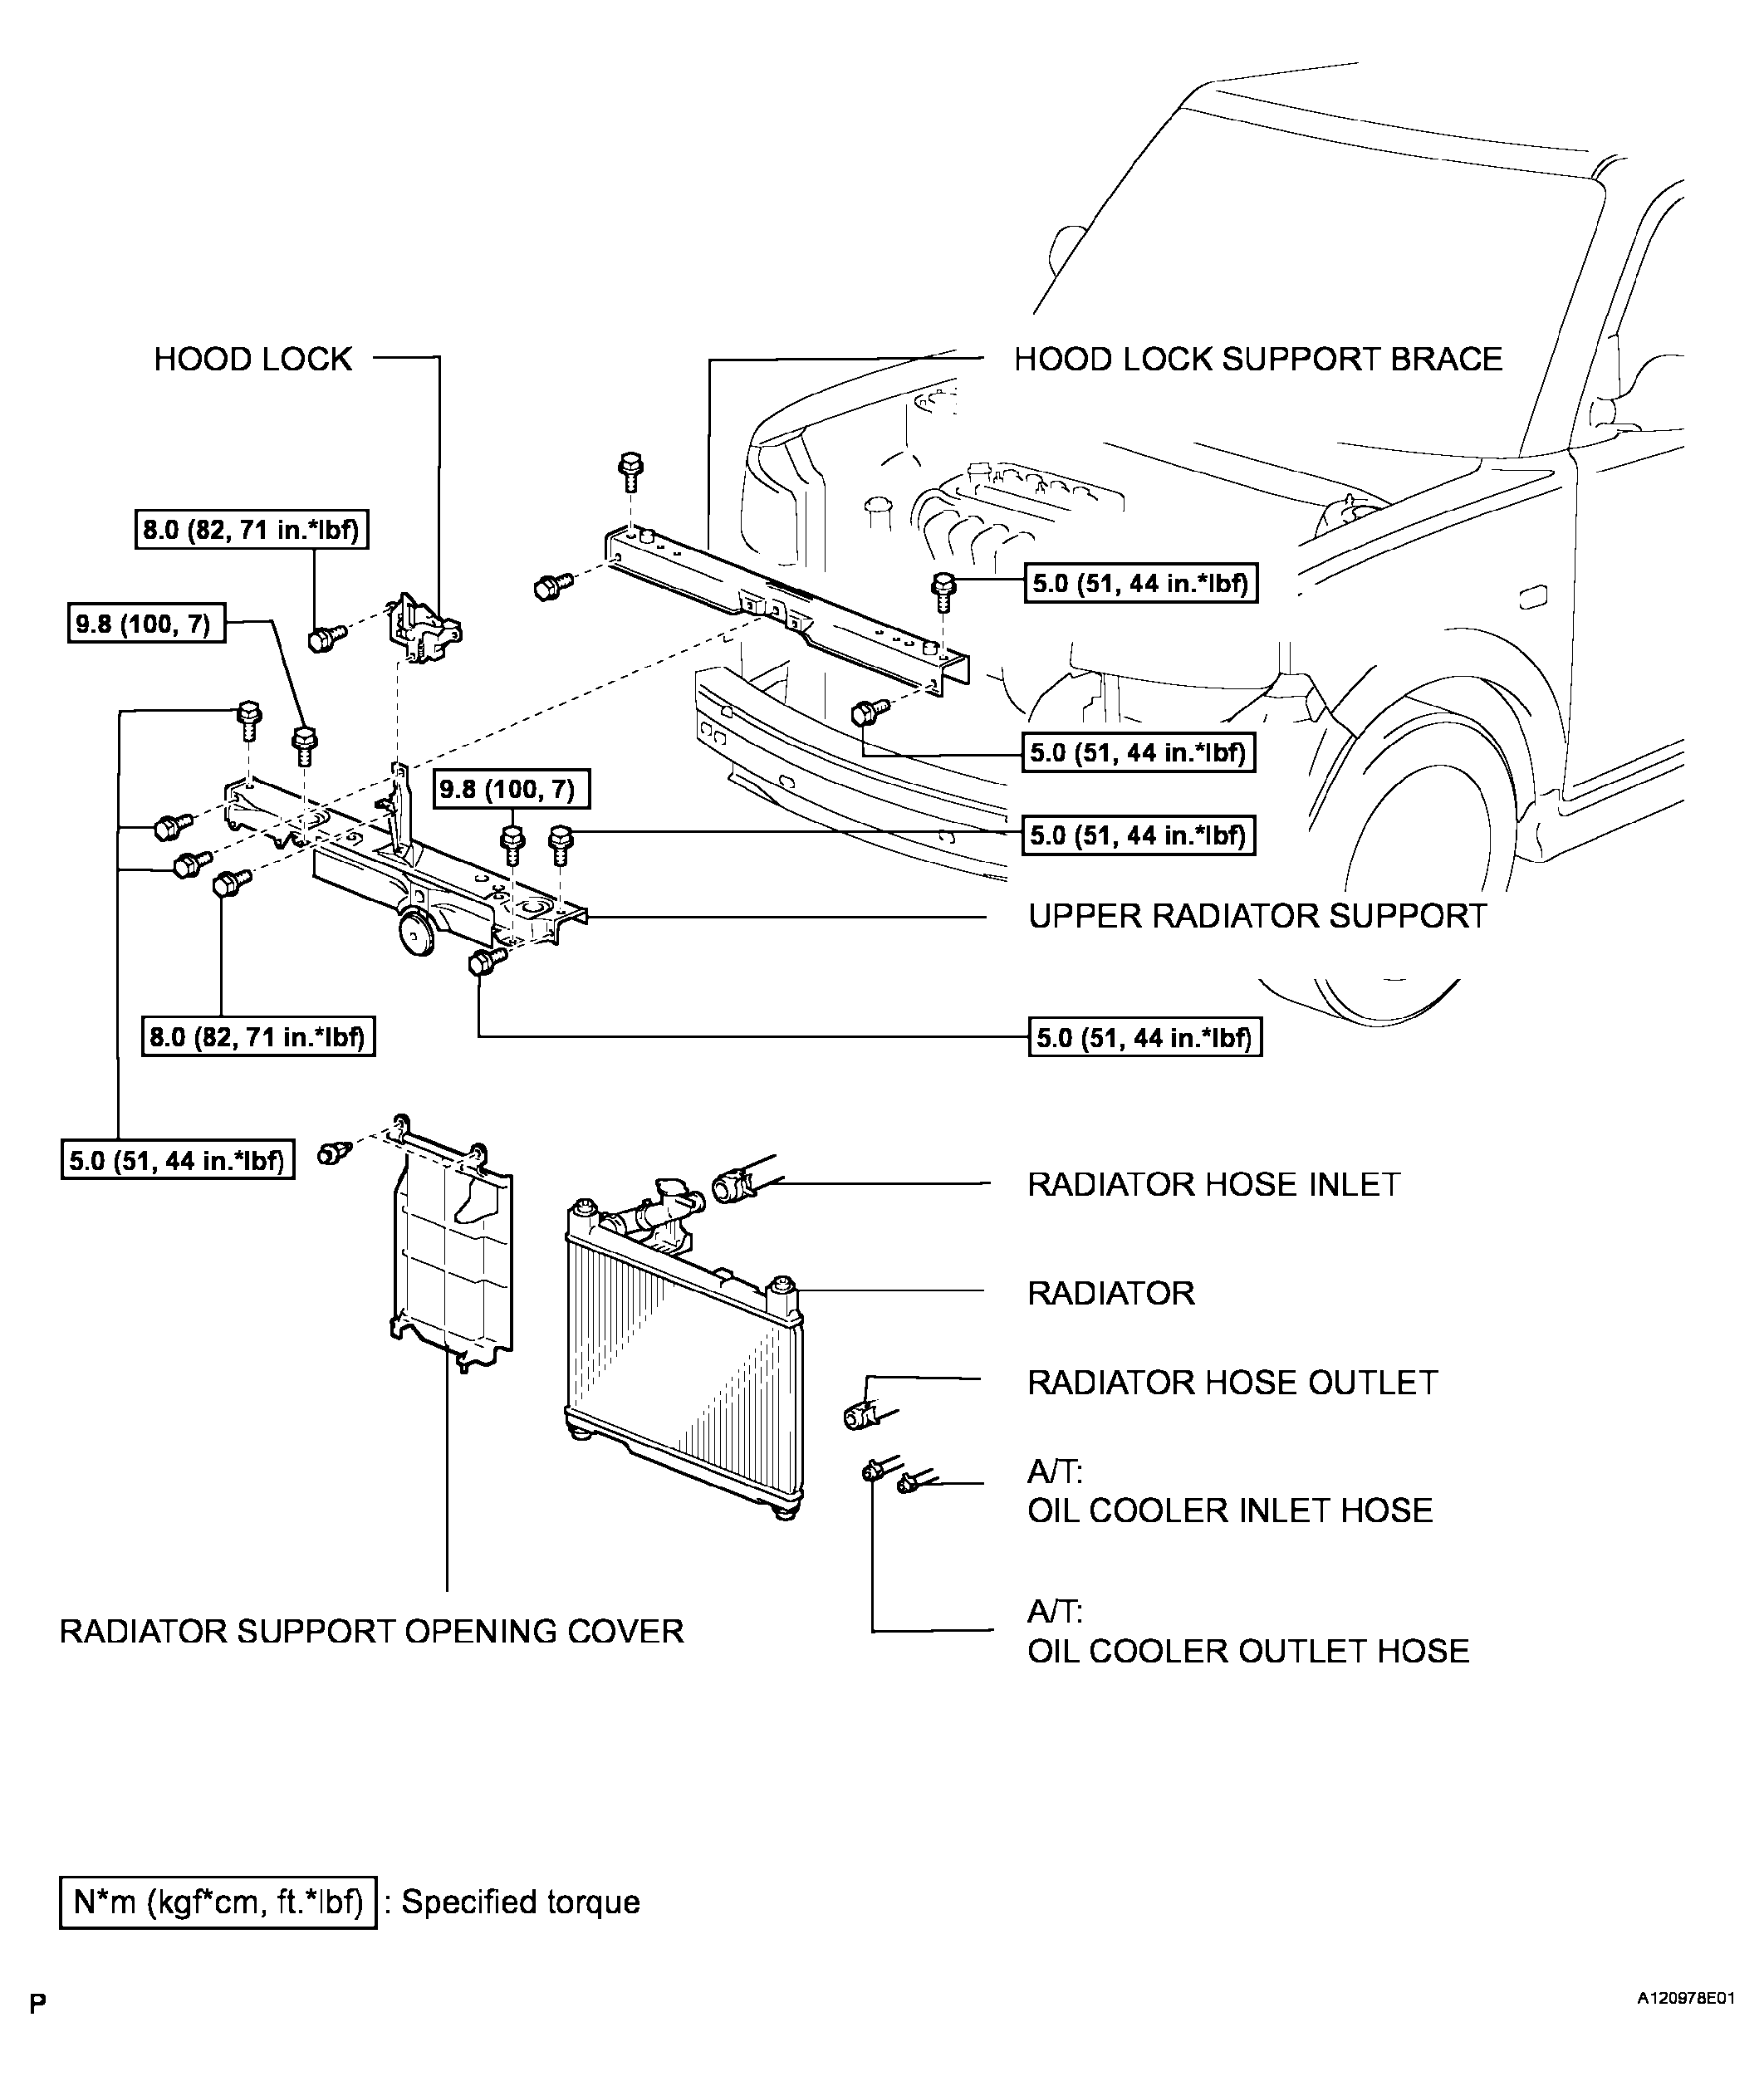 HOOD LOCK
HOOD LOCK SUPPORT BRACE
8.0 (82, 71 in.*lbf)
5.0 (51, 44 in.*lbf)
9.8 (100, 7)
5.0 (51, 44 in.*lbf)
9.8 (100, 7)
5.0 (51, 44 in.*lbf)
UPPER RADIATOR SUPPORT
8.0 (82, 71 in.*lbf)
5.0 (51, 44 in.*lbf)
5.0 (51, 44 in.*lbf)
RADIATOR HOSE INLET
RADIATOR
RADIATOR HOSE OUTLET
A/T:
OIL COOLER INLET HOSE
RADIATOR SUPPORT OPENING COVER
A/T:
OIL COOLER OUTLET HOSE
N*m (kgf*cm, ft.*lbf) : Specified torque
P
A120978E01